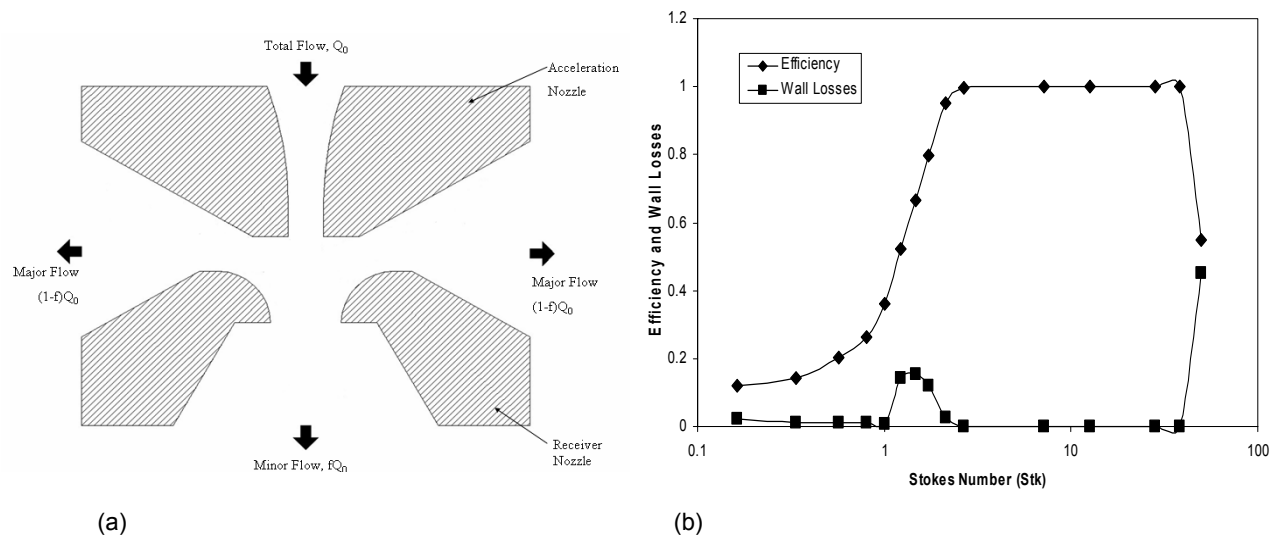 Total Flow, Q₀
Acceleration
Nozzle
Major Flow
(1-f)Q₀
Major Flow
(1-f)Q₀
Receiver
Nozzle
Minor Flow, fQ₀
(a)
Efficiency and Wall Losses
1.2
1
0.8
0.6
0.4
0.2
0
Efficiency
Wall Losses
0.1
1
10
100
Stokes Number (Stk)
(b)